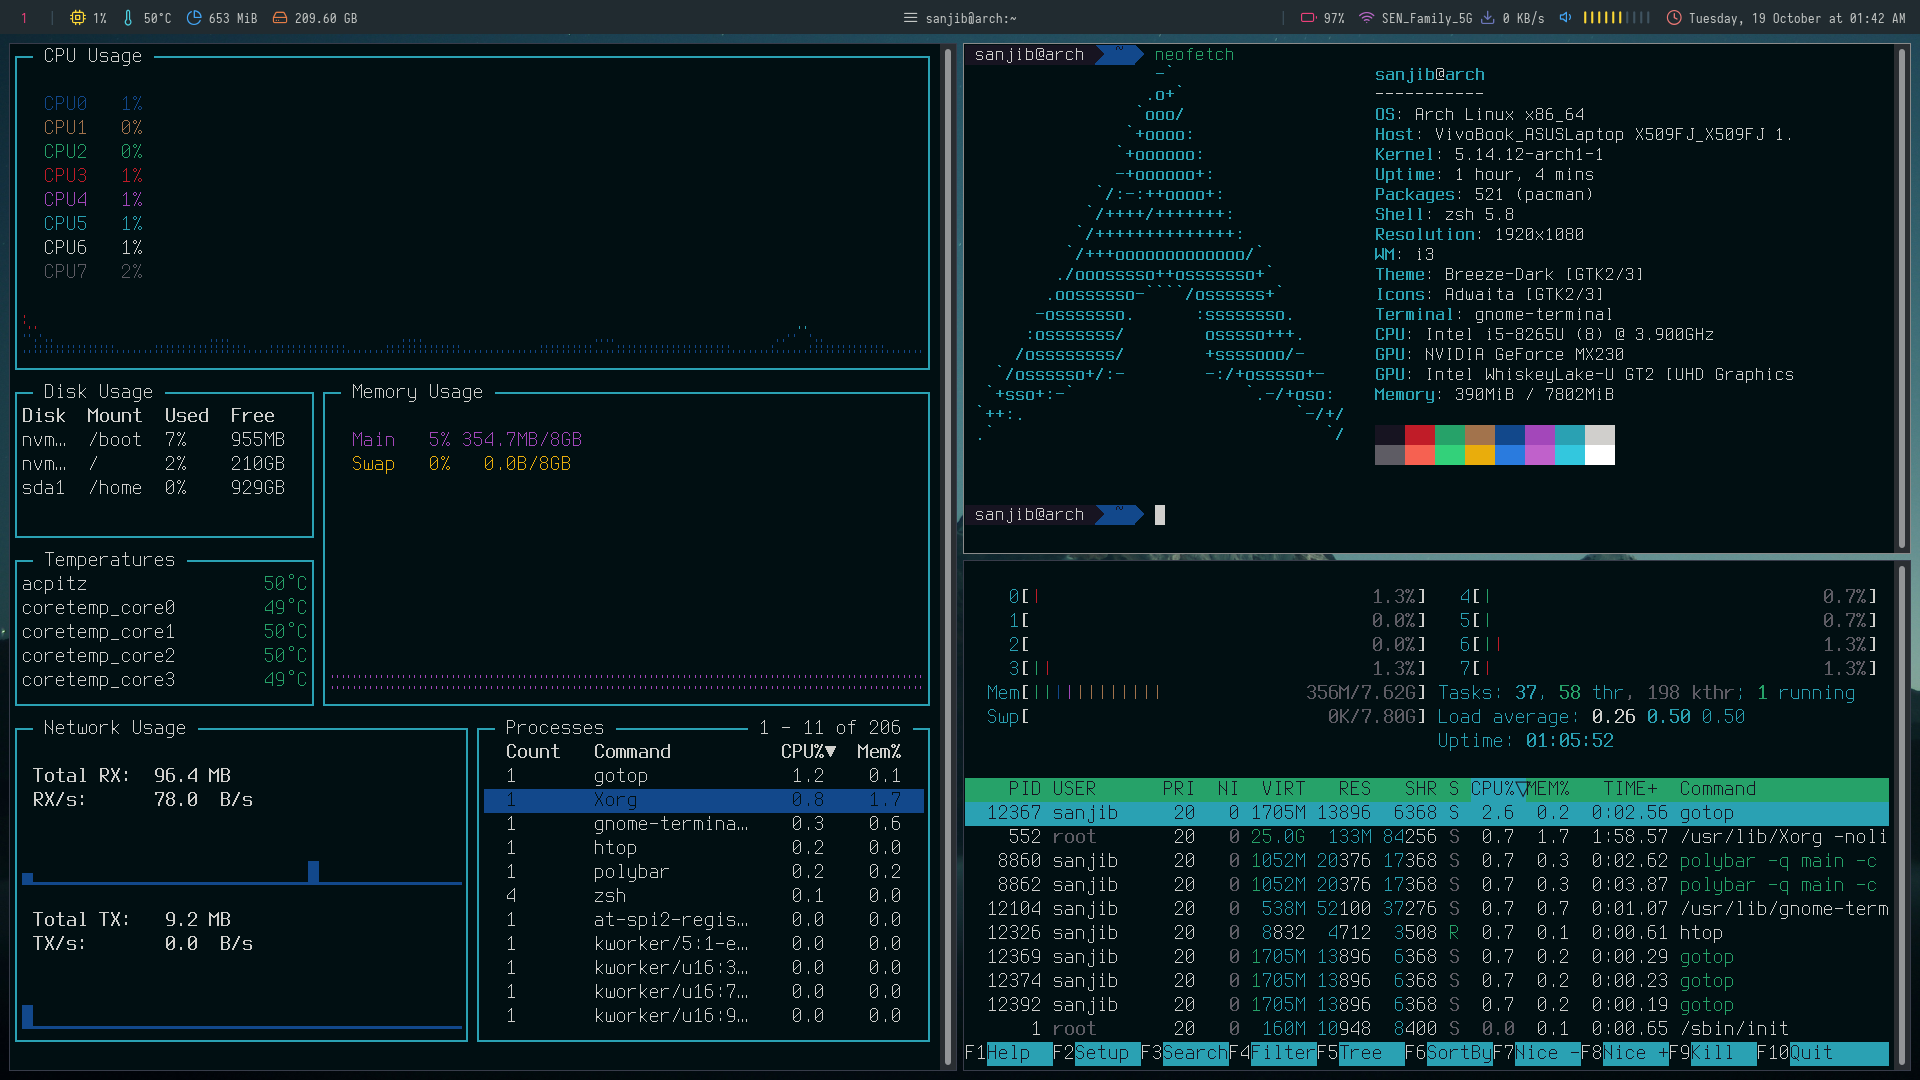 1 1% 50°C 653 MiB 209.60 GB sanjib@arch:~ 97% SEN_Family_5G 0 KB/s Tuesday, 19 October at 01:42 AM
CPU Usage
CPU0 1%
CPU1 0%
CPU2 0%
CPU3 1%
CPU4 1%
CPU5 1%
CPU6 1%
CPU7 2%
Disk Usage
Disk Mount Used Free
nvm… /boot 7% 955MB
nvm… / 2% 210GB
sda1 /home 0% 929GB
Memory Usage
Main 5% 354.7MB/8GB
Swap 0% 0.0B/8GB
Temperatures
acpitz 50°C
coretemp_core0 49°C
coretemp_core1 50°C
coretemp_core2 50°C
coretemp_core3 49°C
Network Usage
Total RX: 96.4 MB
RX/s: 78.0 B/s
Total TX: 9.2 MB
TX/s: 0.0 B/s
Processes 1 - 11 of 206
Count Command CPU%▼ Mem%
1 gotop 1.2 0.1
1 Xorg 0.8 1.7
1 gnome-termina… 0.3 0.6
1 htop 0.2 0.0
1 polybar 0.2 0.2
4 zsh 0.1 0.0
1 at-spi2-regis… 0.0 0.0
1 kworker/5:1-e… 0.0 0.0
1 kworker/u16:3… 0.0 0.0
1 kworker/u16:7… 0.0 0.0
1 kworker/u16:9… 0.0 0.0
sanjib@arch ~ neofetch
sanjib@arch
-----------
OS: Arch Linux x86_64
Host: VivoBook_ASUSLaptop X509FJ_X509FJ 1.
Kernel: 5.14.12-arch1-1
Uptime: 1 hour, 4 mins
Packages: 521 (pacman)
Shell: zsh 5.8
Resolution: 1920x1080
WM: i3
Theme: Breeze-Dark [GTK2/3]
Icons: Adwaita [GTK2/3]
Terminal: gnome-terminal
CPU: Intel i5-8265U (8) @ 3.900GHz
GPU: NVIDIA GeForce MX230
GPU: Intel WhiskeyLake-U GT2 [UHD Graphics
Memory: 390MiB / 7802MiB
sanjib@arch ~
0[| 1.3%] 4[| 0.7%]
1[ 0.0%] 5[| 0.7%]
2[ 0.0%] 6[|| 1.3%]
3[|| 1.3%] 7[| 1.3%]
Mem[|||||||||||| 356M/7.62G] Tasks: 37, 58 thr, 198 kthr; 1 running
Swp[ 0K/7.80G] Load average: 0.26 0.50 0.50
Uptime: 01:05:52
PID USER PRI NI VIRT RES SHR S CPU%▽MEM% TIME+ Command
12367 sanjib 20 0 1705M 13896 6368 S 2.6 0.2 0:02.56 gotop
552 root 20 0 25.0G 133M 84256 S 0.7 1.7 1:58.57 /usr/lib/Xorg -noli
8860 sanjib 20 0 1052M 20376 17368 S 0.7 0.3 0:02.62 polybar -q main -c
8862 sanjib 20 0 1052M 20376 17368 S 0.7 0.3 0:03.87 polybar -q main -c
12104 sanjib 20 0 538M 52100 37276 S 0.7 0.7 0:01.07 /usr/lib/gnome-term
12326 sanjib 20 0 8832 4712 3508 R 0.7 0.1 0:00.61 htop
12369 sanjib 20 0 1705M 13896 6368 S 0.7 0.2 0:00.29 gotop
12374 sanjib 20 0 1705M 13896 6368 S 0.7 0.2 0:00.23 gotop
12392 sanjib 20 0 1705M 13896 6368 S 0.7 0.2 0:00.19 gotop
1 root 20 0 160M 10948 8400 S 0.0 0.1 0:00.65 /sbin/init
F1Help F2Setup F3SearchF4FilterF5Tree F6SortByF7Nice -F8Nice +F9Kill F10Quit